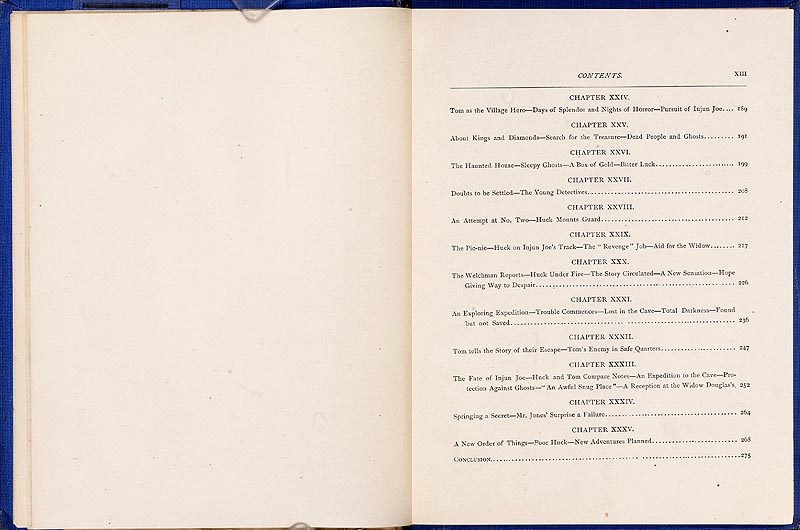 CONTENTS. XIII
CHAPTER XXIV.
Tom as the Village Hero—Days of Splendor and Nights of Horror—Pursuit of Injun Joe.... 189
CHAPTER XXV.
About Kings and Diamonds—Search for the Treasure—Dead People and Ghosts......... 191
CHAPTER XXVI.
The Haunted House—Sleepy Ghosts—A Box of Gold—Bitter Luck.......................... 199
CHAPTER XXVII.
Doubts to be Settled—The Young Detectives................................................ 208
CHAPTER XXVIII.
An Attempt at No. Two—Huck Mounts Guard............................................ 212
CHAPTER XXIX.
The Pic-nic—Huck on Injun Joe's Track—The "Revenge" Job—Aid for the Widow........ 217
CHAPTER XXX.
The Welchman Reports—Huck Under Fire—The Story Circulated—A New Sensation—Hope
Giving Way to Despair................................................................ 226
CHAPTER XXXI.
An Exploring Expedition—Trouble Commences—Lost in the Cave—Total Darkness—Found
but not Saved.......................................................................... 236
CHAPTER XXXII.
Tom tells the Story of their Escape—Tom's Enemy in Safe Quarters........................ 247
CHAPTER XXXIII.
The Fate of Injun Joe—Huck and Tom Compare Notes—An Expedition to the Cave—Pro-
tection Against Ghosts—"An Awful Snug Place"—A Reception at the Widow Douglas's. 252
CHAPTER XXXIV.
Springing a Secret—Mr. Jones' Surprise a Failure............................................ 264
CHAPTER XXXV.
A New Order of Things—Poor Huck—New Adventures Planned............................ 268
CONCLUSION.................................................................................275